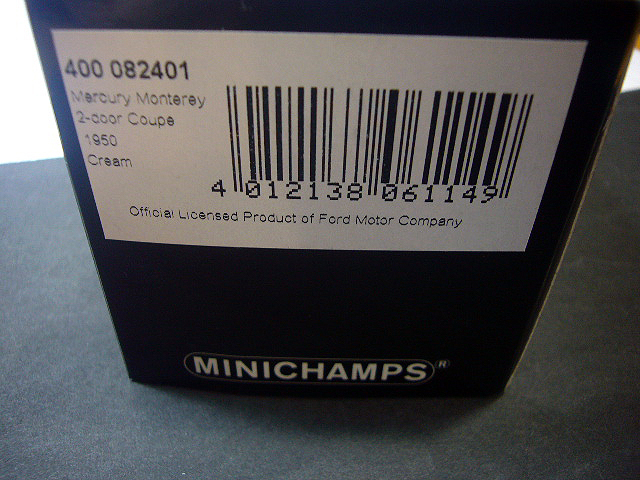 400 082401
Mercury Monterey
2-door Coupe
1950
Cream
4 012138 061149
Official Licensed Product of Ford Motor Company
MINICHAMPS®